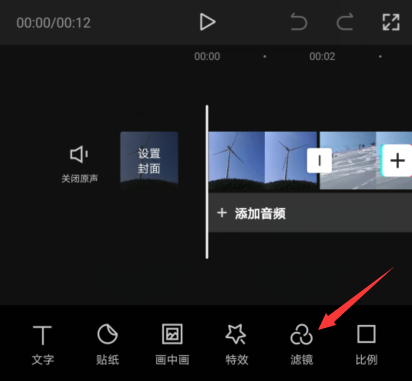 00:00/00:12
00:00
00:02
关闭原声
设置
封面
+ 添加音频
文字
贴纸
画中画
特效
滤镜
比例